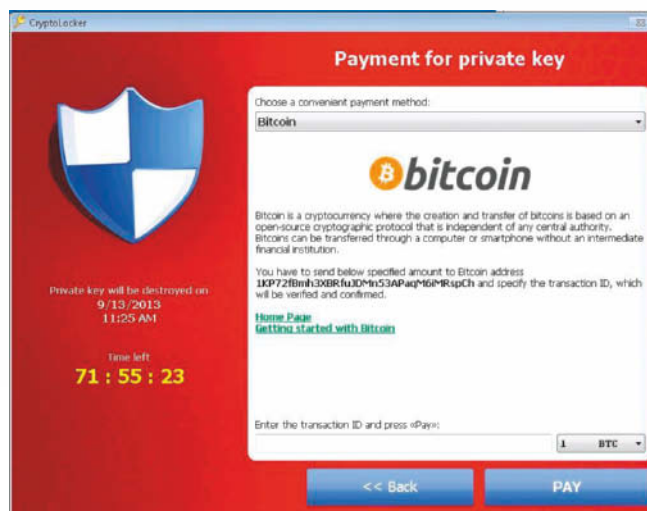 CryptoLocker
Payment for private key
Choose a convenient payment method:
Bitcoin
bitcoin
Bitcoin is a cryptocurrency where the creation and transfer of bitcoins is based on an
open-source cryptographic protocol that is independent of any central authority.
Bitcoins can be transferred through a computer or smartphone without an intermediate
financial institution.
You have to send below specified amount to Bitcoin address
and specify the transaction ID, which
will be verified and confirmed.
Home Page
Getting started with Bitcoin
Private key will be destroyed on
9/13/2013
11:25 AM
Time left
71 : 55 : 23
Enter the transaction ID and press «Pay»:
1 BTC
<< Back
PAY